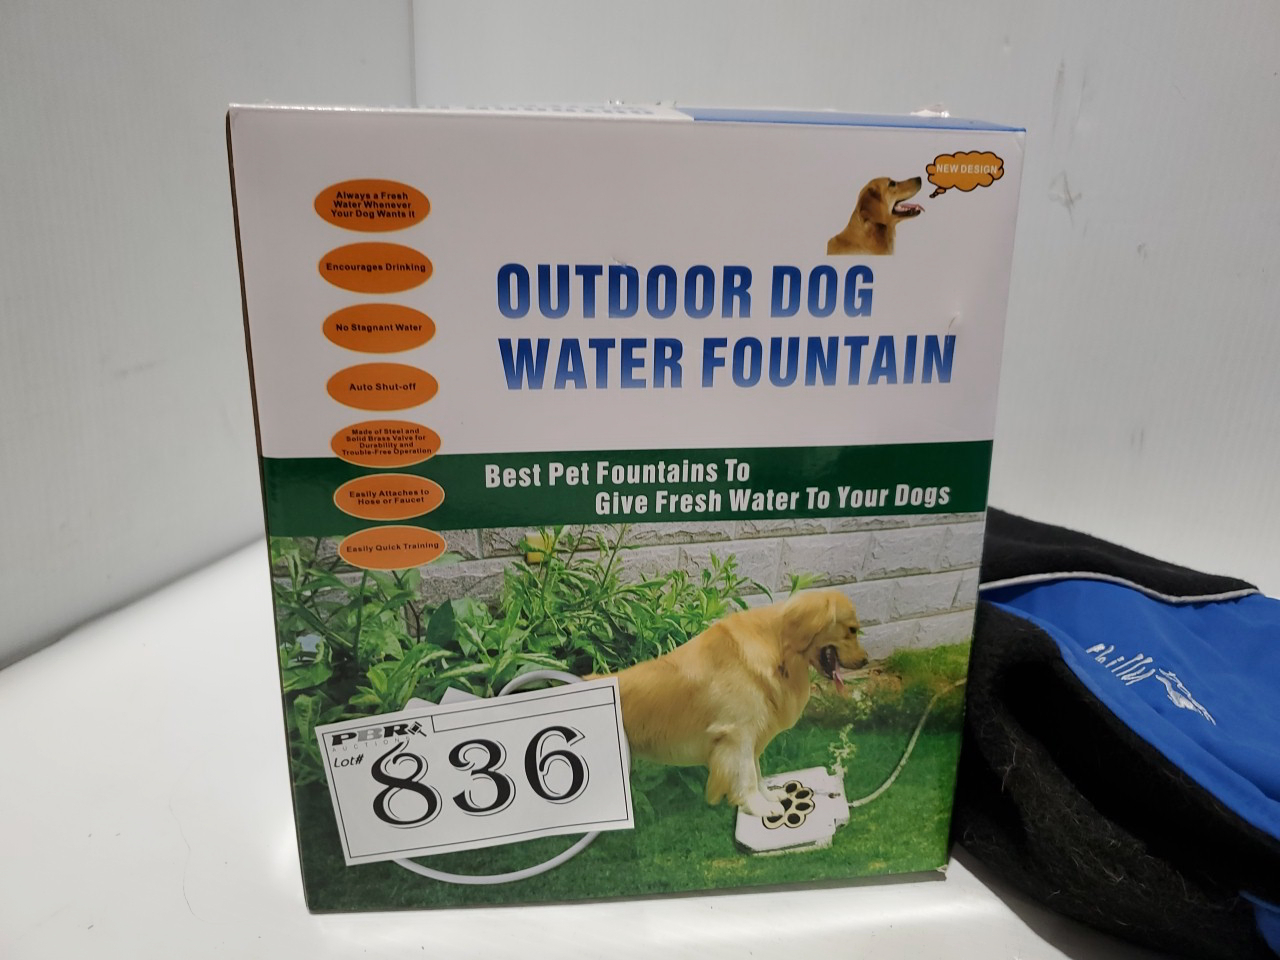 NEW DESIGN
Always a Fresh
Water Whenever
Your Dog Wants it
Encourages Drinking
No Stagnant Water
Auto Shut-off
Made of Steel and
Solid Brass Valve for
Durability and
Trouble-Free Operation
Easily Attaches to
Hose or Faucet
Easily Quick Training
OUTDOOR DOG
WATER FOUNTAIN
Best Pet Fountains To
Give Fresh Water To Your Dogs
PBR
AUCTIONS
Lot#
836